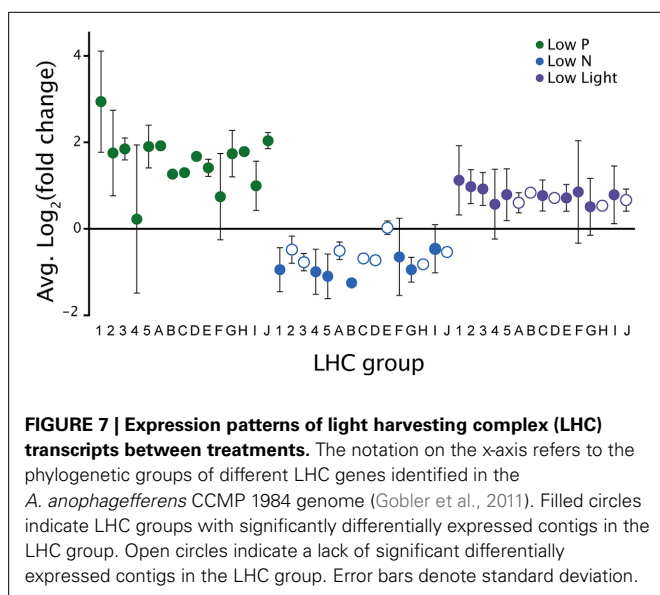 4
2
0
−2
Avg. Log2(fold change)
Low P
Low N
Low Light
1 2 3 4 5 A B C D E F G H I J 1 2 3 4 5 A B C D E F G H I J 1 2 3 4 5 A B C D E F G H I J
LHC group
FIGURE 7 | Expression patterns of light harvesting complex (LHC)
transcripts between treatments. The notation on the x-axis refers to the
phylogenetic groups of different LHC genes identified in the
A. anophagefferens CCMP 1984 genome (Gobler et al., 2011). Filled circles
indicate LHC groups with significantly differentially expressed contigs in the
LHC group. Open circles indicate a lack of significant differentially
expressed contigs in the LHC group. Error bars denote standard deviation.